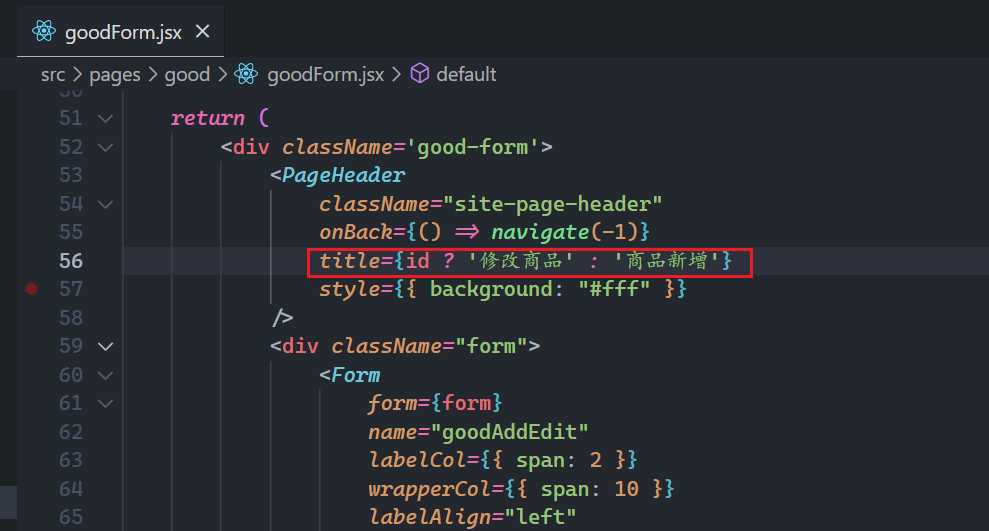 goodForm.jsx
src > pages > good > goodForm.jsx > default
51 return (
52 <div className='good-form'>
53 <PageHeader
54 className="site-page-header"
55 onBack={() => navigate(-1)}
56 title={id ? '修改商品' : '商品新增'}
57 style={{ background: "#fff" }}
58 />
59 <div className="form">
60 <Form
61 form={form}
62 name="goodAddEdit"
63 labelCol={{ span: 2 }}
64 wrapperCol={{ span: 10 }}
65 labelAlign="left"